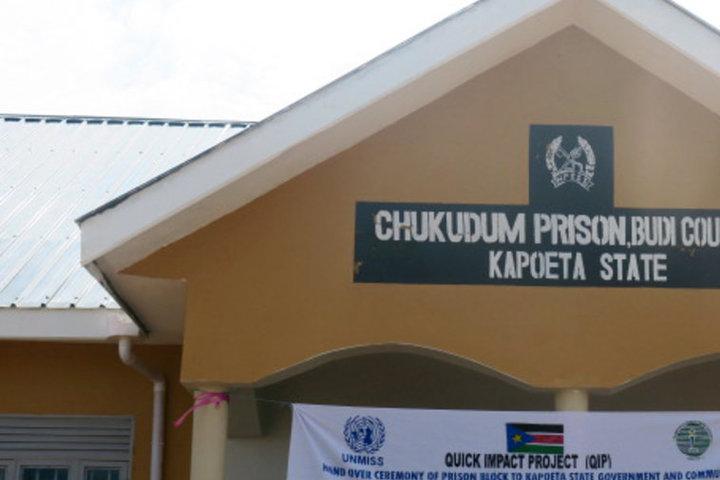 CHUKUDUM PRISON, BUDI COU
KAPOETA STATE
UNMISS
QUICK IMPACT PROJECT (QIP)
HAND OVER CEREMONY OF PRISON BLOCK TO KAPOETA STATE GOVERNMENT AND COMMU